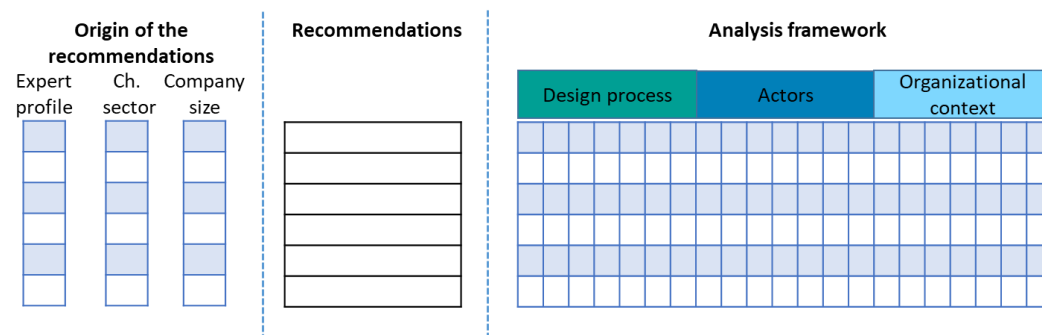 Origin of the
recommendations
Expert
profile
Ch.
sector
Company
size
Recommendations
Analysis framework
Design process
Actors
Organizational
context